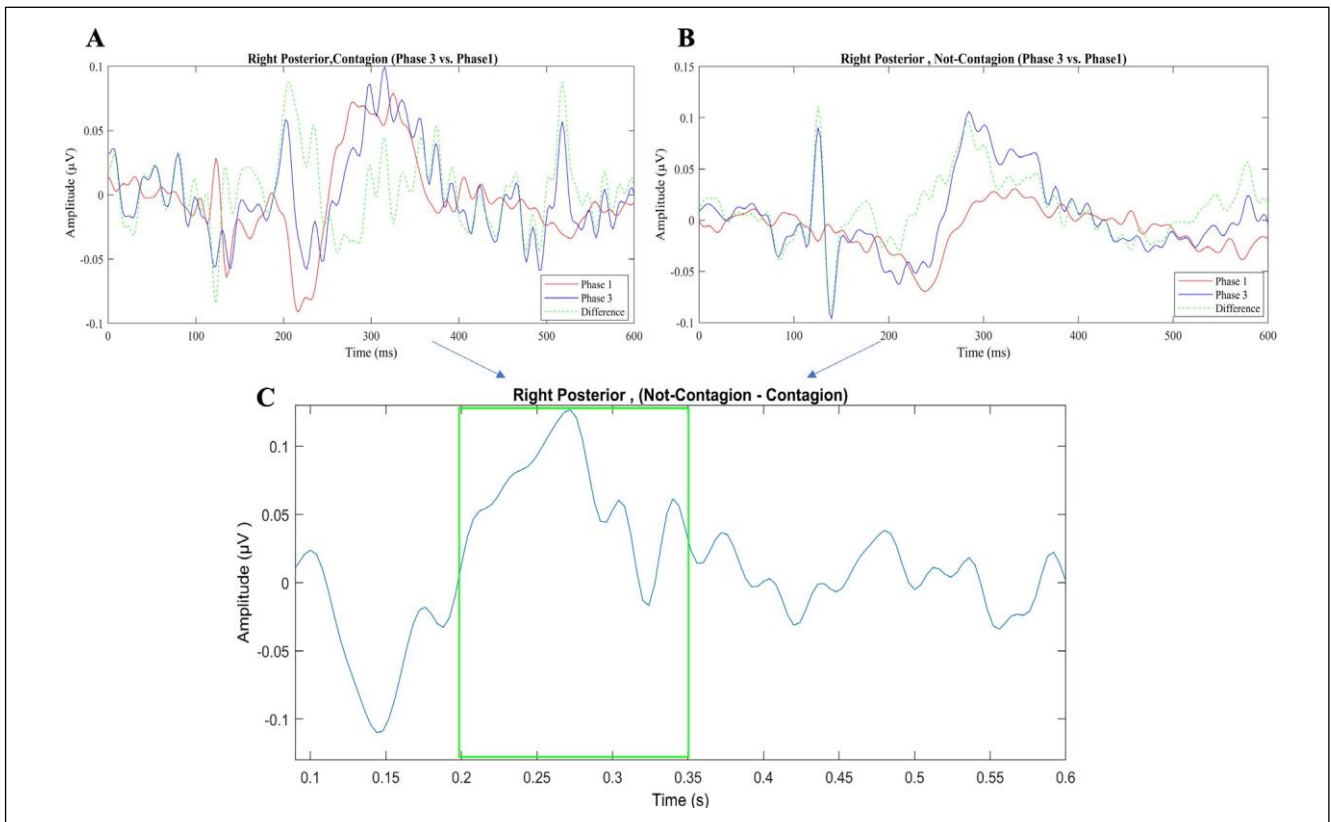 A
Right Posterior,Contagion (Phase 3 vs. Phase1)
0.1
0.05
0
-0.05
-0.1
Amplitude (µV)
0 100 200 300 400 500 600
Time (ms)
Phase 1
Phase 3
Difference
B
Right Posterior , Not-Contagion (Phase 3 vs. Phase1)
0.15
0.1
0.05
0
-0.05
-0.1
Amplitude (µV)
0 100 200 300 400 500 600
Time (ms)
Phase 1
Phase 3
Difference
C
Right Posterior , (Not-Contagion - Contagion)
0.1
0.05
0
-0.05
-0.1
Amplitude (µV )
0.1 0.15 0.2 0.25 0.3 0.35 0.4 0.45 0.5 0.55 0.6
Time (s)